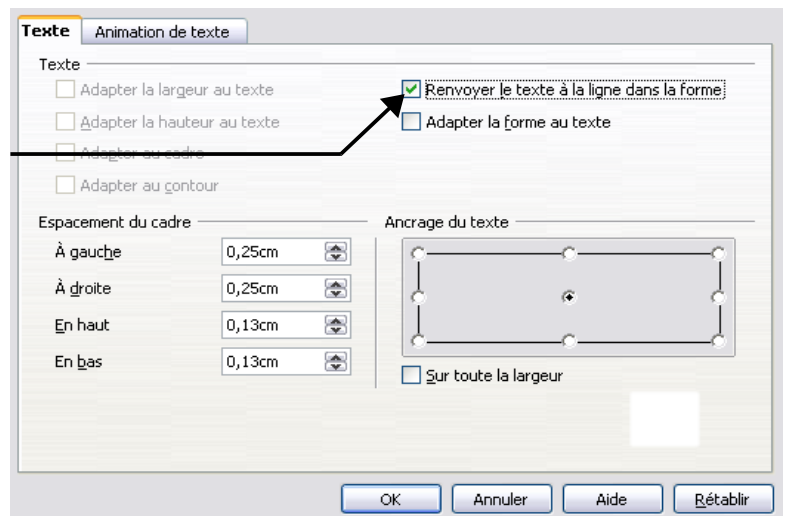 Texte Animation de texte
Texte
Adapter la largeur au texte
Renvoyer le texte à la ligne dans la forme
Adapter la hauteur au texte
Adapter la forme au texte
Adapter au cadre
Adapter au contour
Espacement du cadre
Ancrage du texte
À gauche 0,25cm
À droite 0,25cm
En haut 0,13cm
En bas 0,13cm
Sur toute la largeur
OK Annuler Aide Rétablir